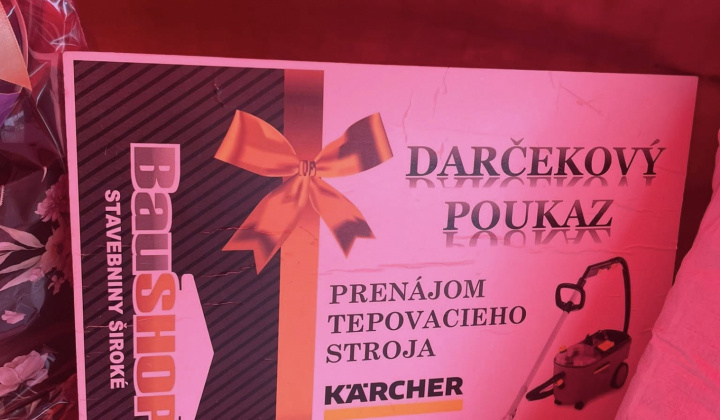 BauSHOP
STAVEBNINY ŠIROKÉ
DARČEKOVÝ
POUKAZ
PRENÁJOM
TEPOVACIEHO
STROJA
KÄRCHER